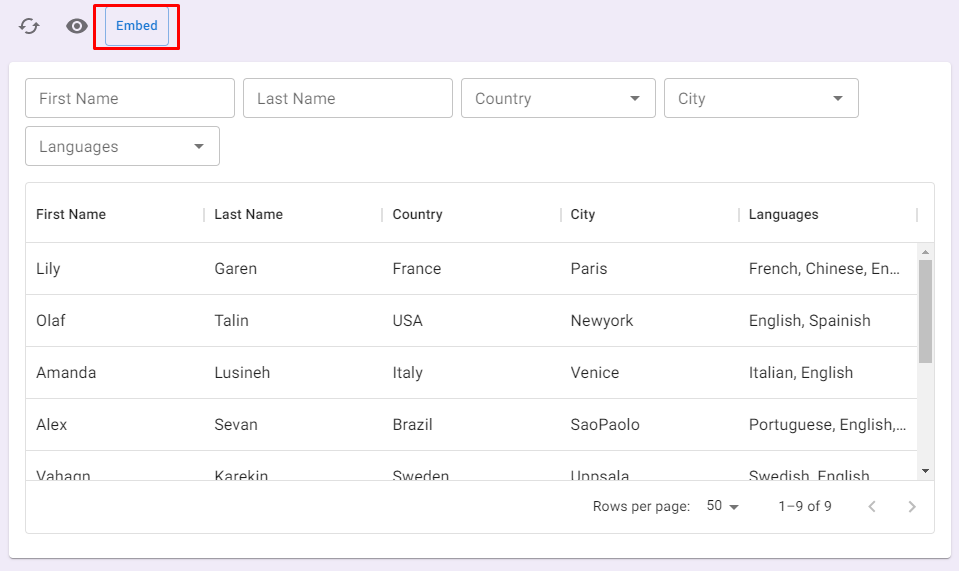 Embed
First Name Last Name Country City
Languages
First Name Last Name Country City Languages
Lily Garen France Paris French, Chinese, En...
Olaf Talin USA Newyork English, Spainish
Amanda Lusineh Italy Venice Italian, English
Alex Sevan Brazil SaoPaolo Portuguese, English,...
Vahagn Karekin Sweden Uppsala Swedish, English
Rows per page: 50 1–9 of 9